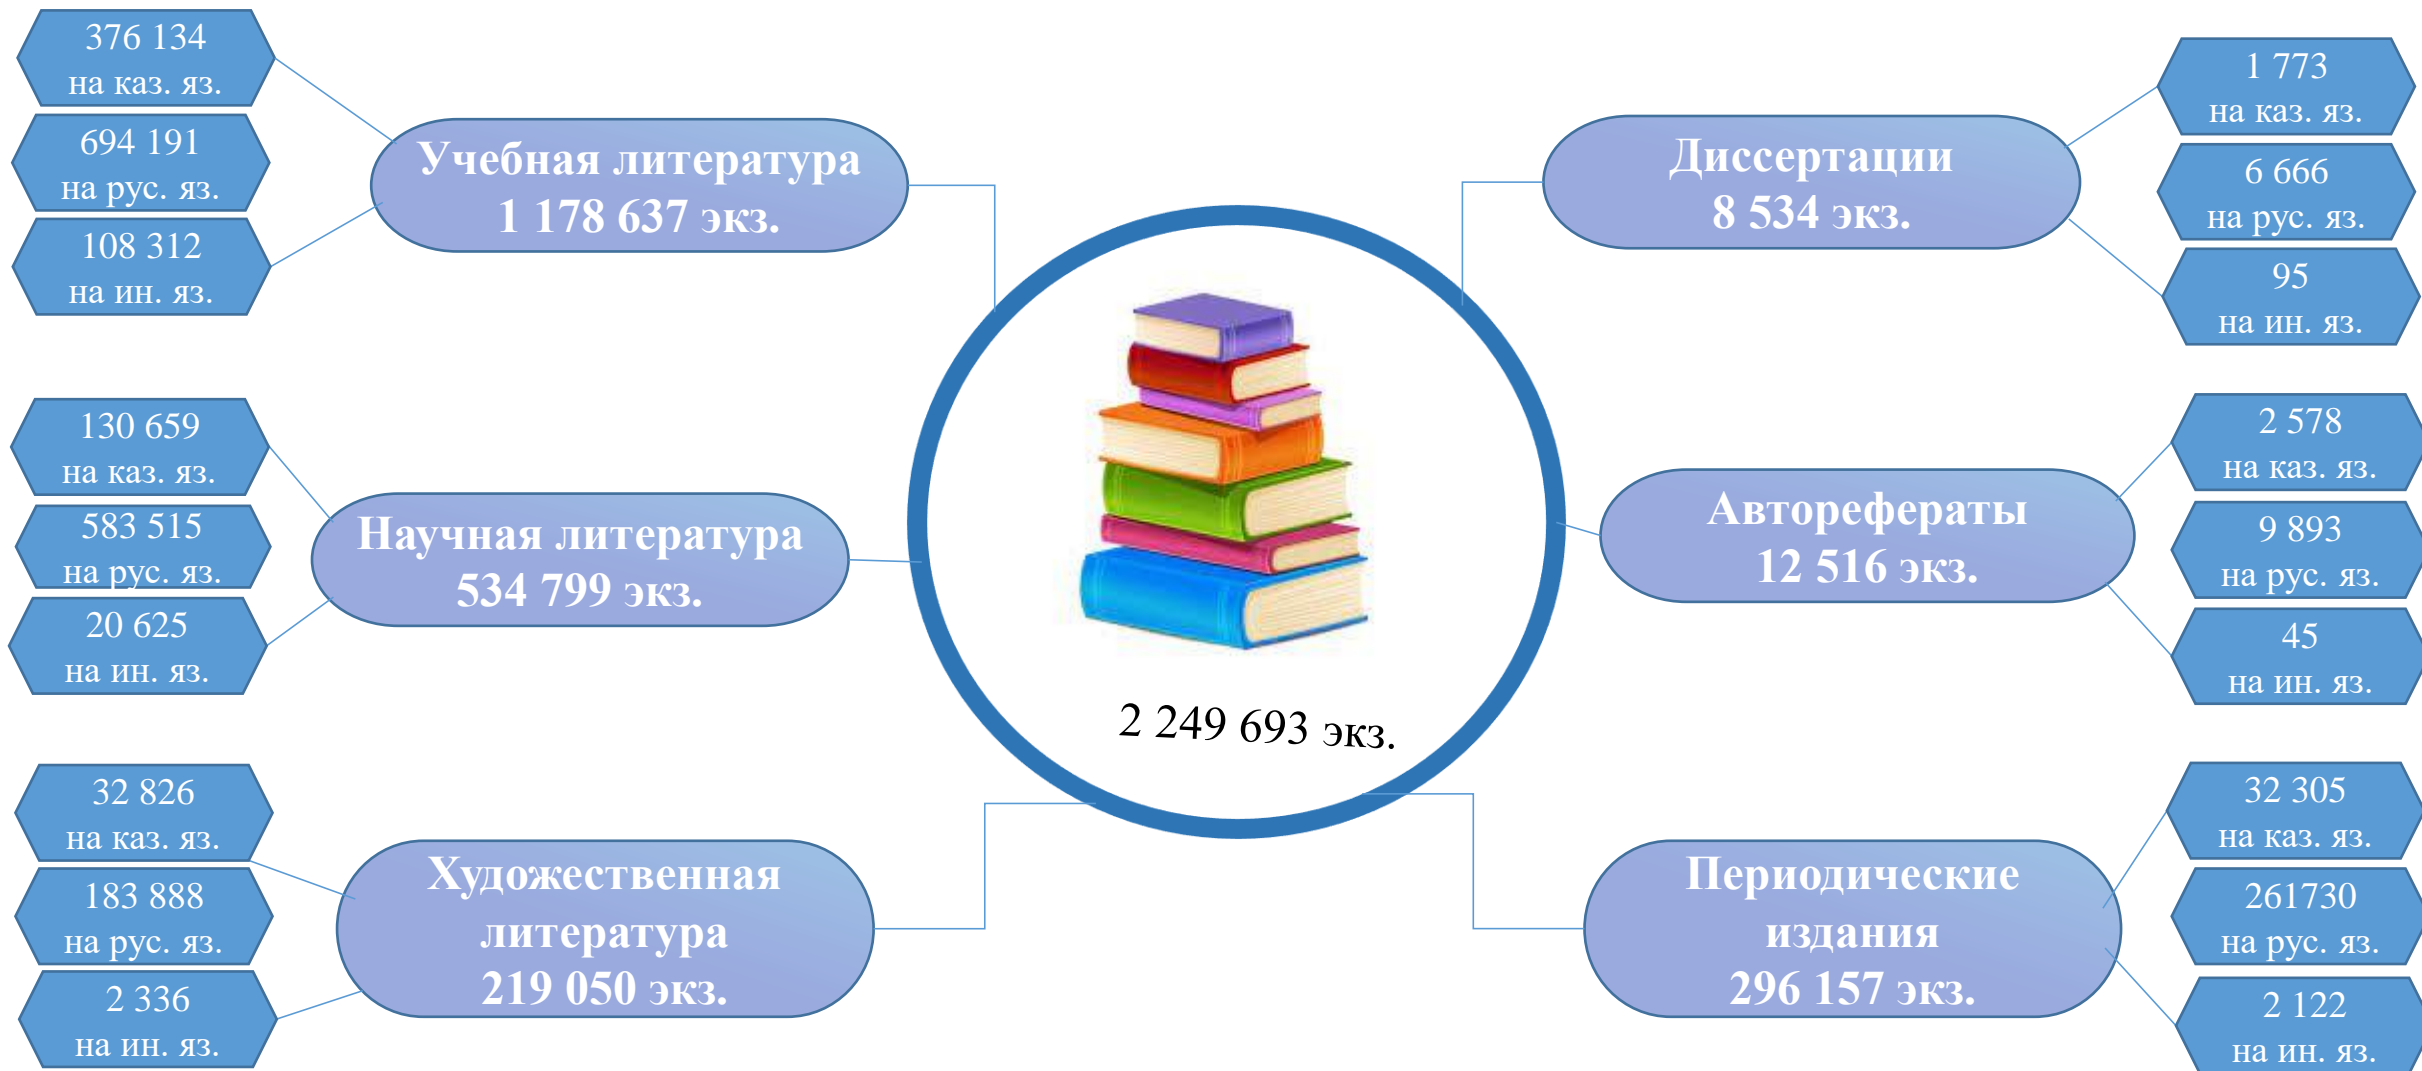 376 134
на каз. яз.
694 191
на рус. яз.
108 312
на ин. яз.
Учебная литература
1 178 637 экз.
130 659
на каз. яз.
583 515
на рус. яз.
20 625
на ин. яз.
Научная литература
534 799 экз.
32 826
на каз. яз.
183 888
на рус. яз.
2 336
на ин. яз.
Художественная
литература
219 050 экз.
2 249 693 экз.
Диссертации
8 534 экз.
1 773
на каз. яз.
6 666
на рус. яз.
95
на ин. яз.
Авторефераты
12 516 экз.
2 578
на каз. яз.
9 893
на рус. яз.
45
на ин. яз.
Периодические
издания
296 157 экз.
32 305
на каз. яз.
261730
на рус. яз.
2 122
на ин. яз.